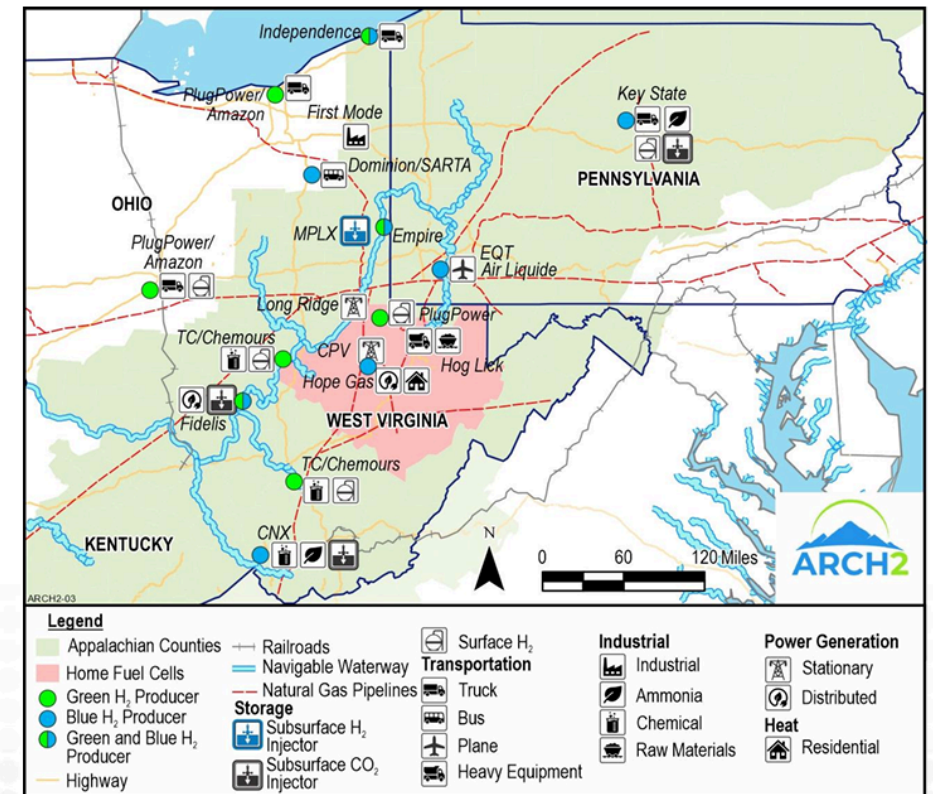 Independence
PlugPower/
Amazon
First Mode
Key State
Dominion/SARTA
PENNSYLVANIA
OHIO
MPLX
Empire
PlugPower/
Amazon
EQT
Air Liquide
Long Ridge
PlugPower
TC/Chemours
CPV
Hog Lick
Hope Gas
Fidelis
WEST VIRGINIA
TC/Chemours
CNX
KENTUCKY
N
0 60 120 Miles
ARCH2
ARCH2-03
Legend
Appalachian Counties
Home Fuel Cells
Green H₂ Producer
Blue H₂ Producer
Green and Blue H₂
Producer
Highway
Railroads
Navigable Waterway
Natural Gas Pipelines
Storage
Subsurface H₂
Injector
Subsurface CO₂
Injector
Surface H₂
Transportation
Truck
Bus
Plane
Heavy Equipment
Industrial
Industrial
Ammonia
Chemical
Raw Materials
Power Generation
Stationary
Distributed
Heat
Residential